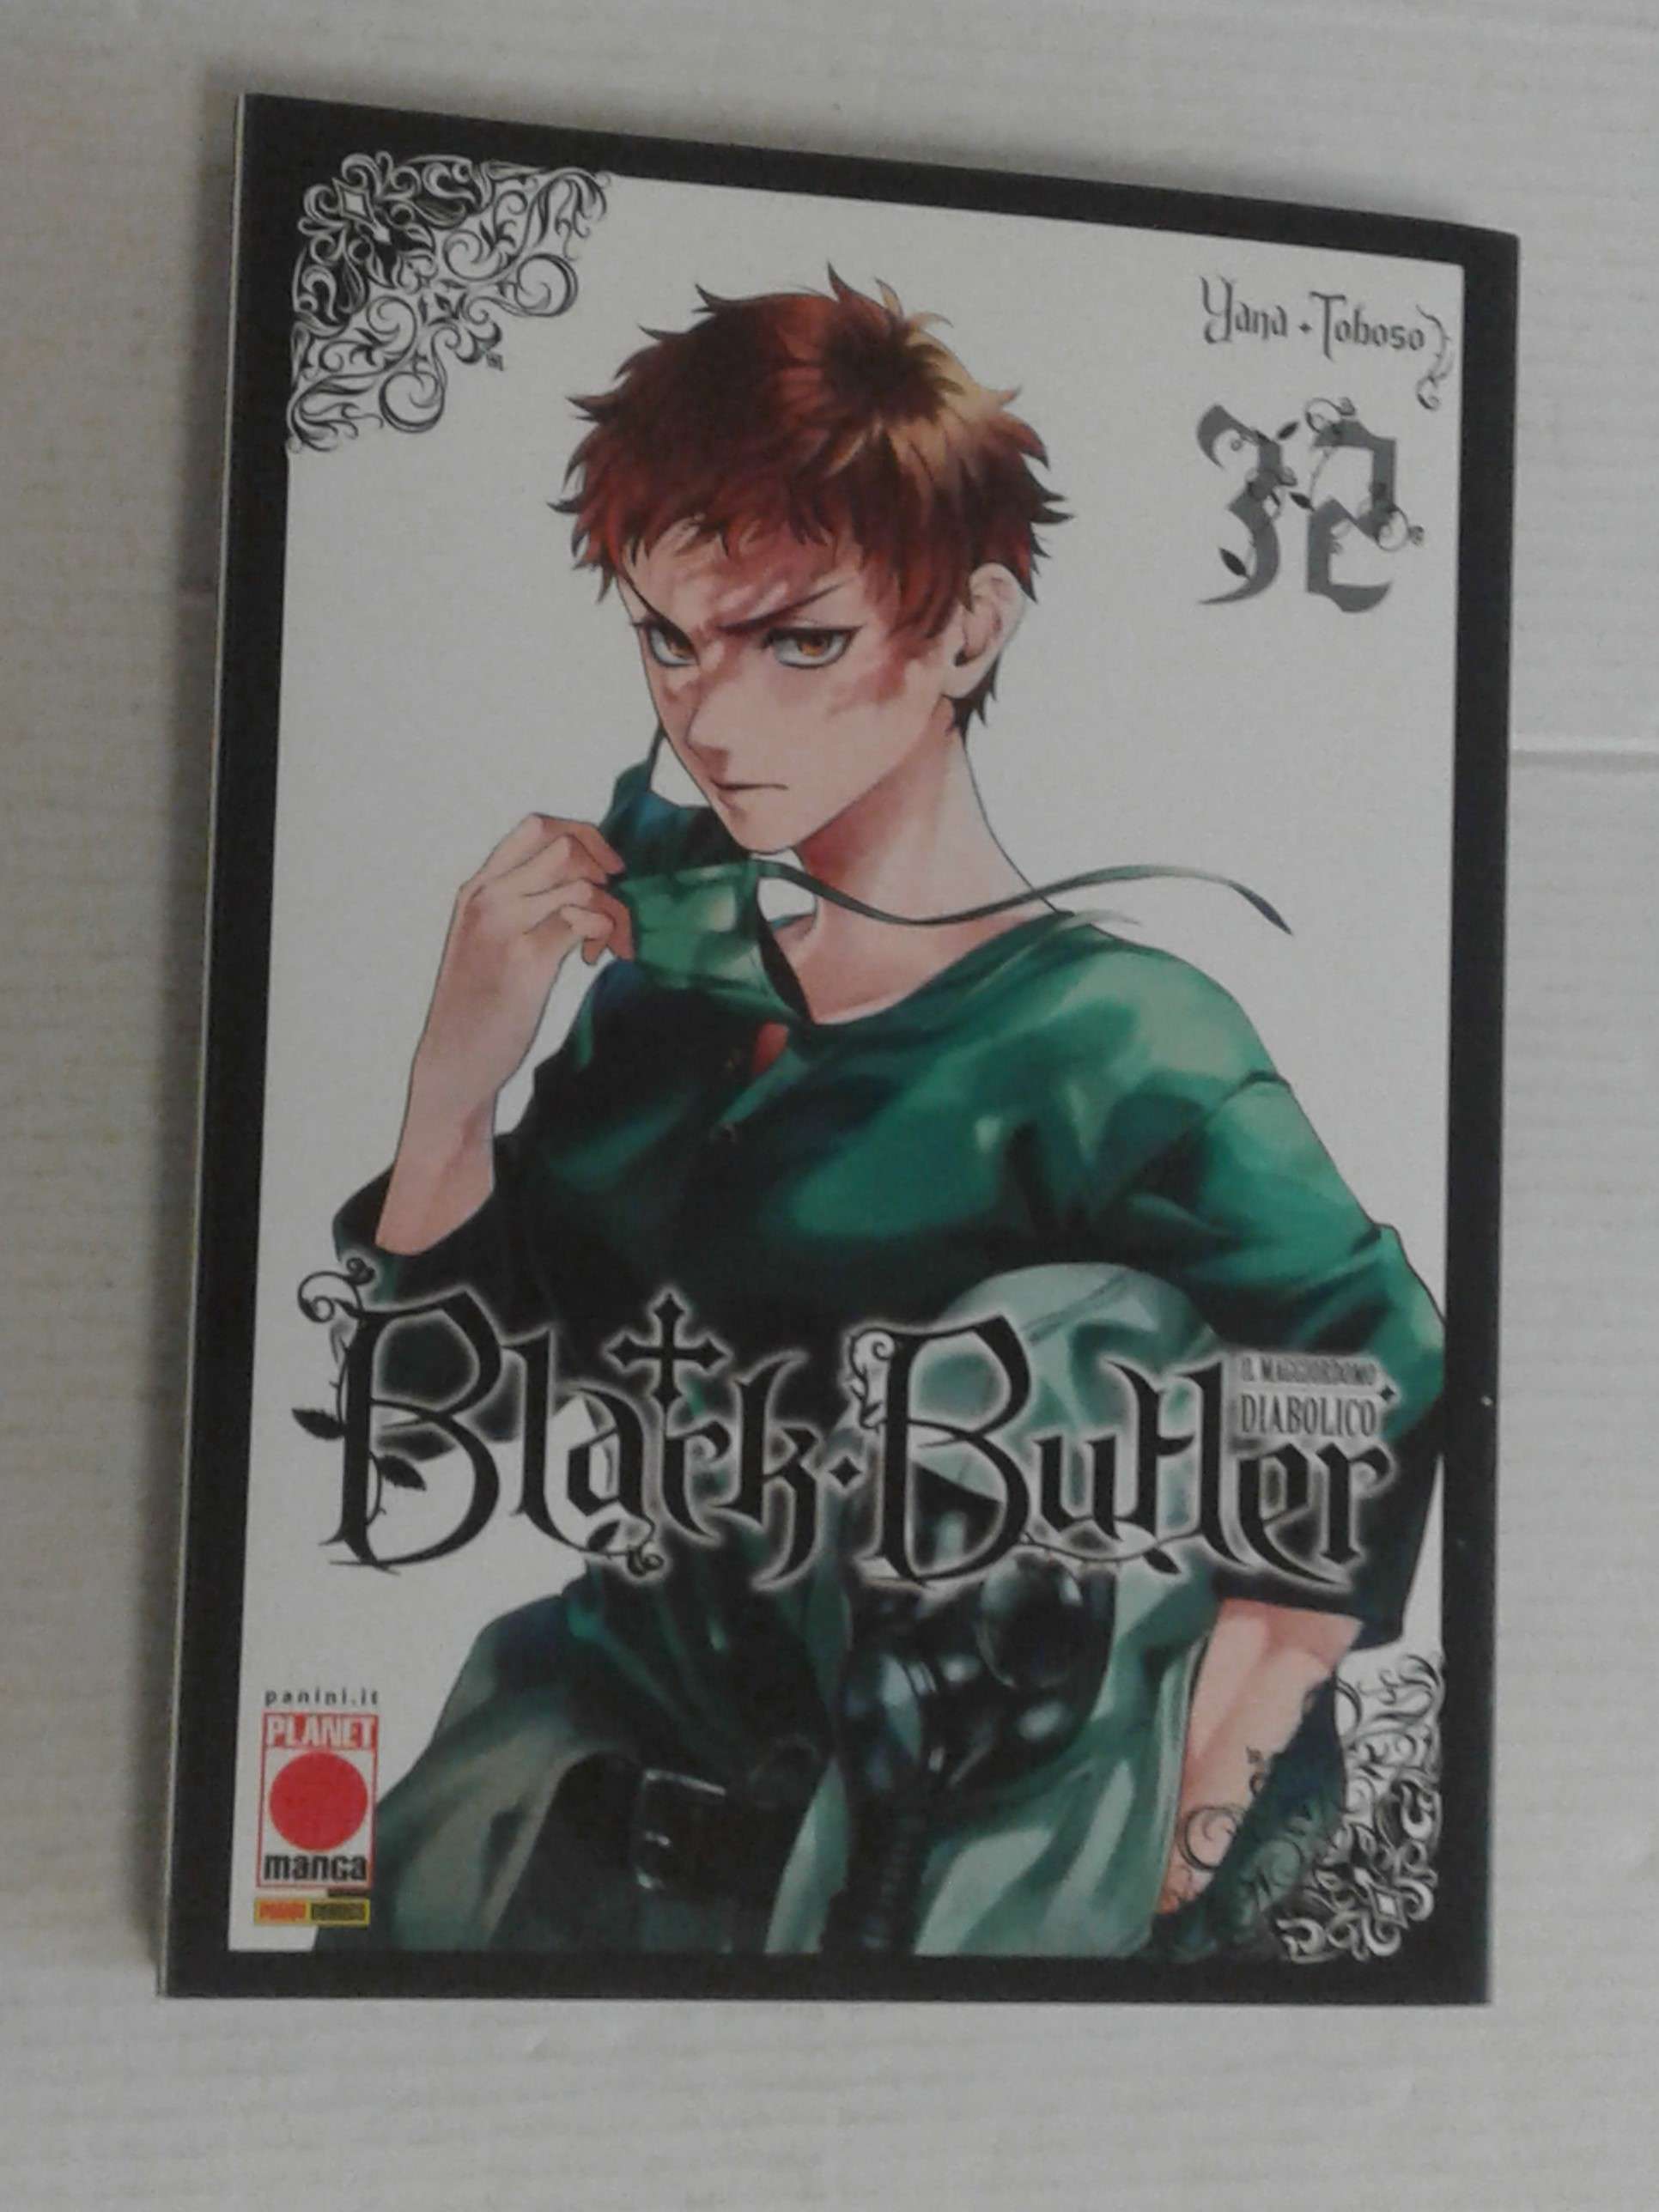 Yana · Toboso
32
Black · Butler
IL MAGGIORDOMO
DIABOLICO
panini.it
PLANET
manga
PANINI COMICS